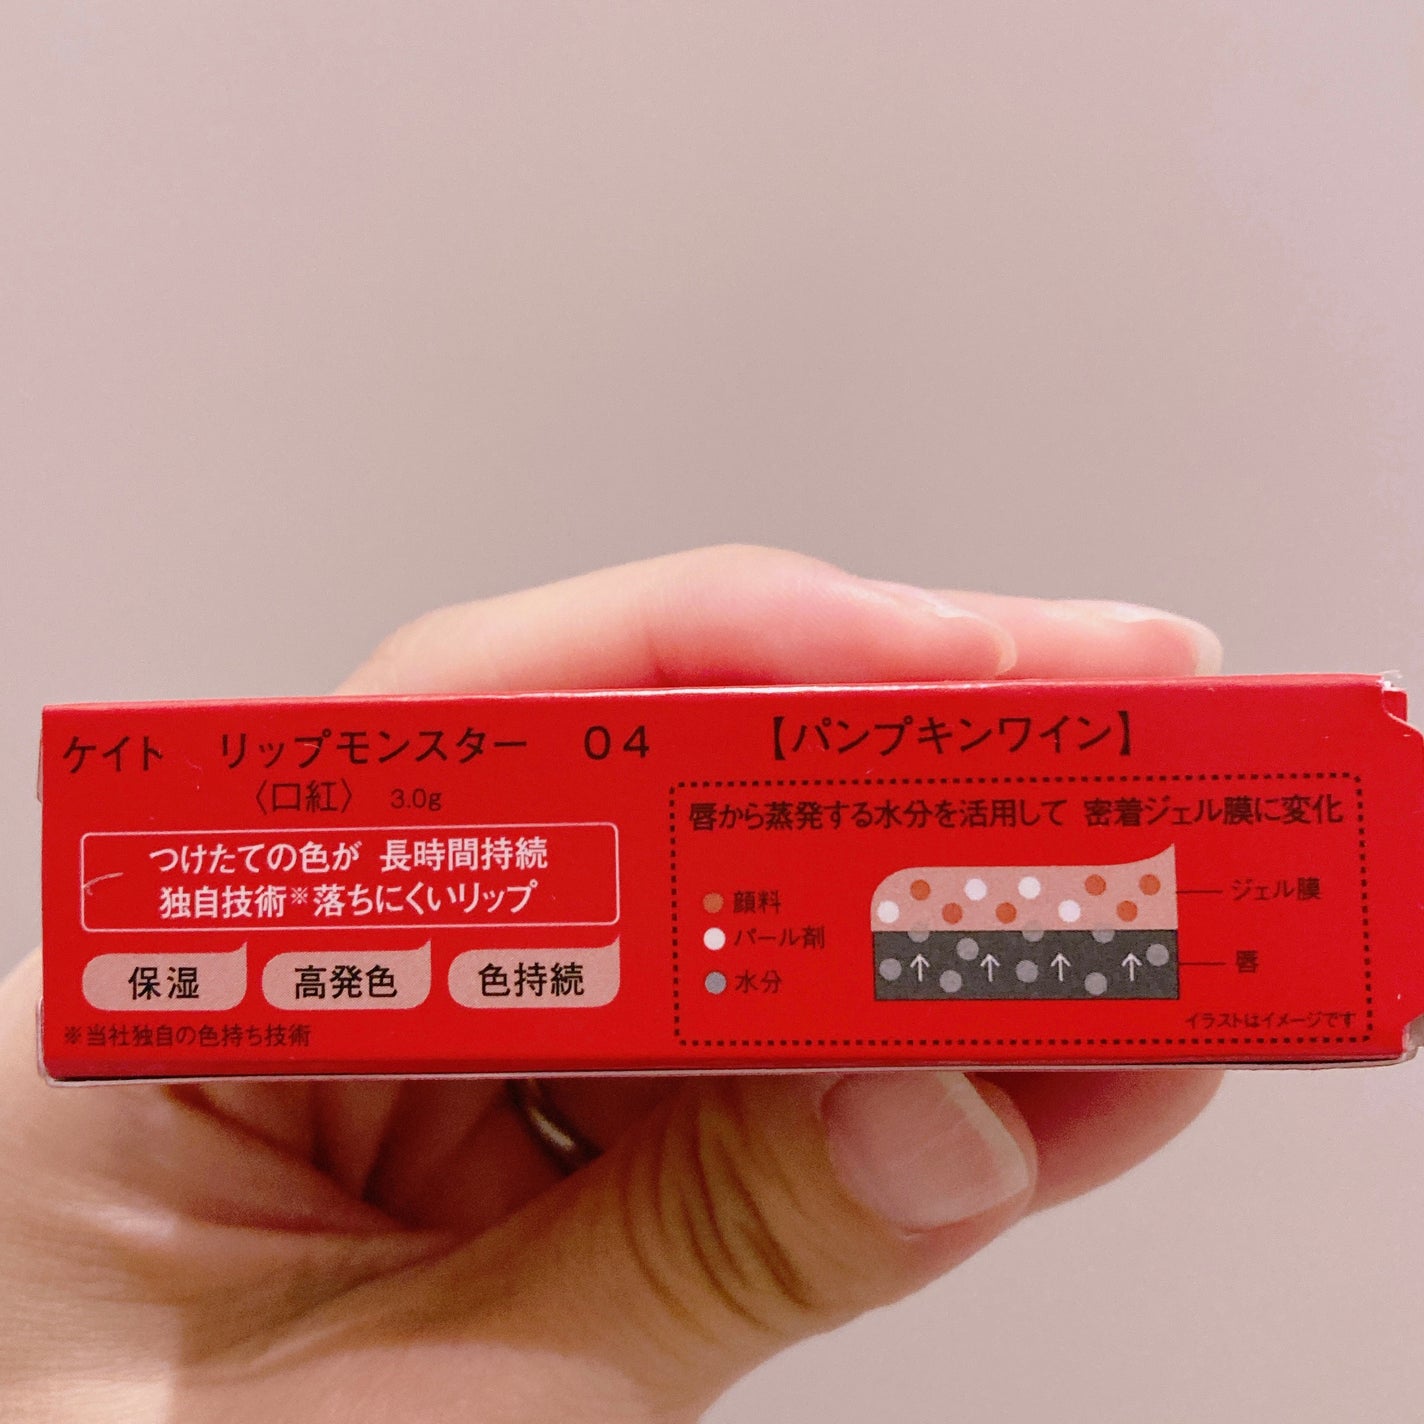 ケイト リップモンスター 04 【パンプキンワイン】
〈口紅〉 3.0g
つけたての色が 長時間持続
独自技術※落ちにくいリップ
保湿 高発色 色持続
※当社独自の色持ち技術
唇から蒸発する水分を活用して 密着ジェル膜に変化
顔料
パール剤
水分
ジェル膜
唇
イラストはイメージです